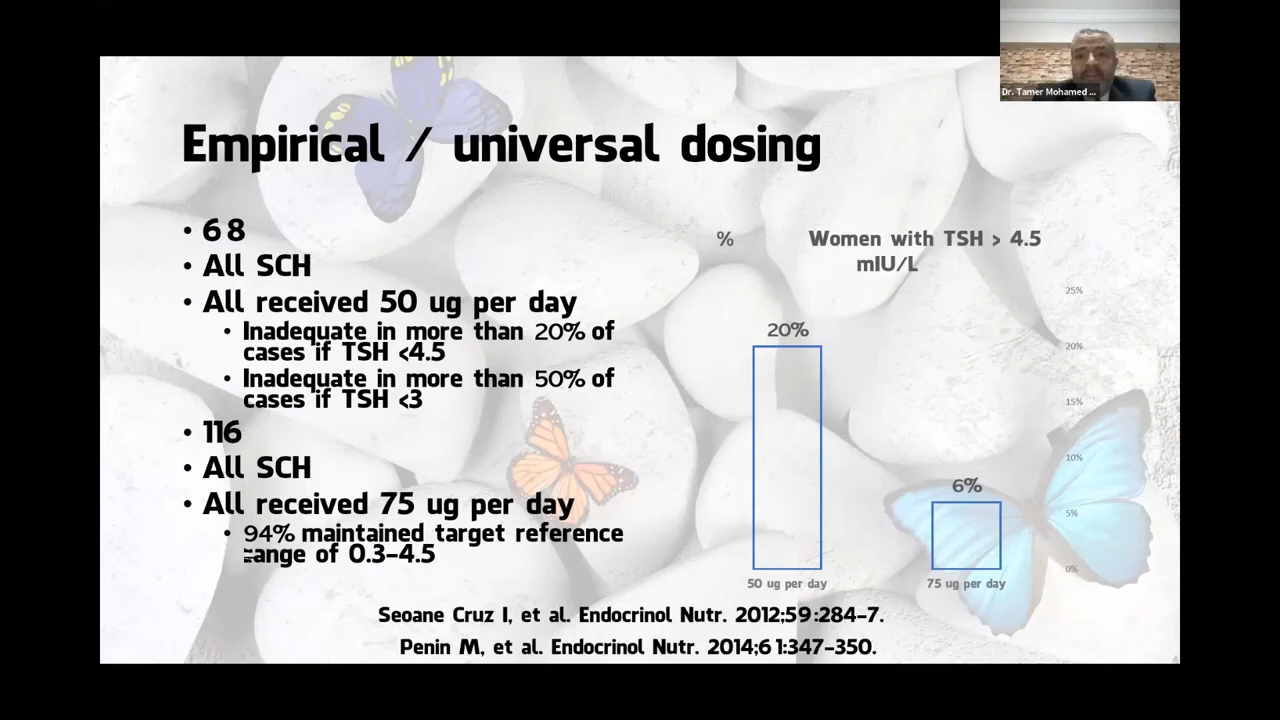 Dr. Tamer Mohamed ...
Empirical / universal dosing
• 68
• All SCH
• All received 50 ug per day
• Inadequate in more than 20% of
cases if TSH <4.5
• Inadequate in more than 50% of
cases if TSH <3
• 116
• All SCH
• All received 75 ug per day
• 94% maintained target reference
range of 0.3-4.5
%
Women with TSH > 4.5
mIU/L
25%
20%
15%
10%
5%
0%
20%
6%
50 ug per day
75 ug per day
Seoane Cruz I, et al. Endocrinol Nutr. 2012;59:284-7.
Penin M, et al. Endocrinol Nutr. 2014;61:347-350.